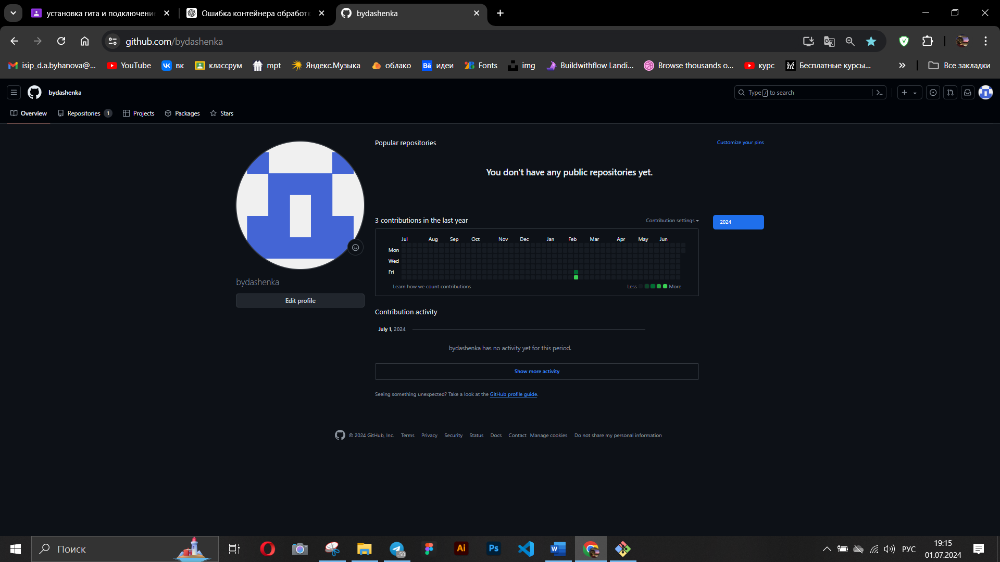 установка гита и подключение
Ошибка контейнера обработк
bydashenka
github.com/bydashenka
isip_d.a.byhanova@...
YouTube
вк
классрум
mpt
Яндекс.Музыка
облако
Bē идеи
Fonts
img
Buildwithflow Landi...
Browse thousands o...
курс
Бесплатные курсы...
Все закладки
bydashenka
Type / to search
Overview
Repositories 1
Projects
Packages
Stars
Popular repositories
Customize your pins
You don't have any public repositories yet.
3 contributions in the last year
Contribution settings
2024
Jul Aug Sep Oct Nov Dec Jan Feb Mar Apr May Jun
Mon
Wed
Fri
Learn how we count contributions
Less More
bydashenka
Edit profile
Contribution activity
July 1, 2024
bydashenka has no activity yet for this period.
Show more activity
Seeing something unexpected? Take a look at the GitHub profile guide.
© 2024 GitHub, Inc. Terms Privacy Security Status Docs Contact Manage cookies Do not share my personal information
Поиск
.50
Ai
Ps
РУС
19:15
01.07.2024